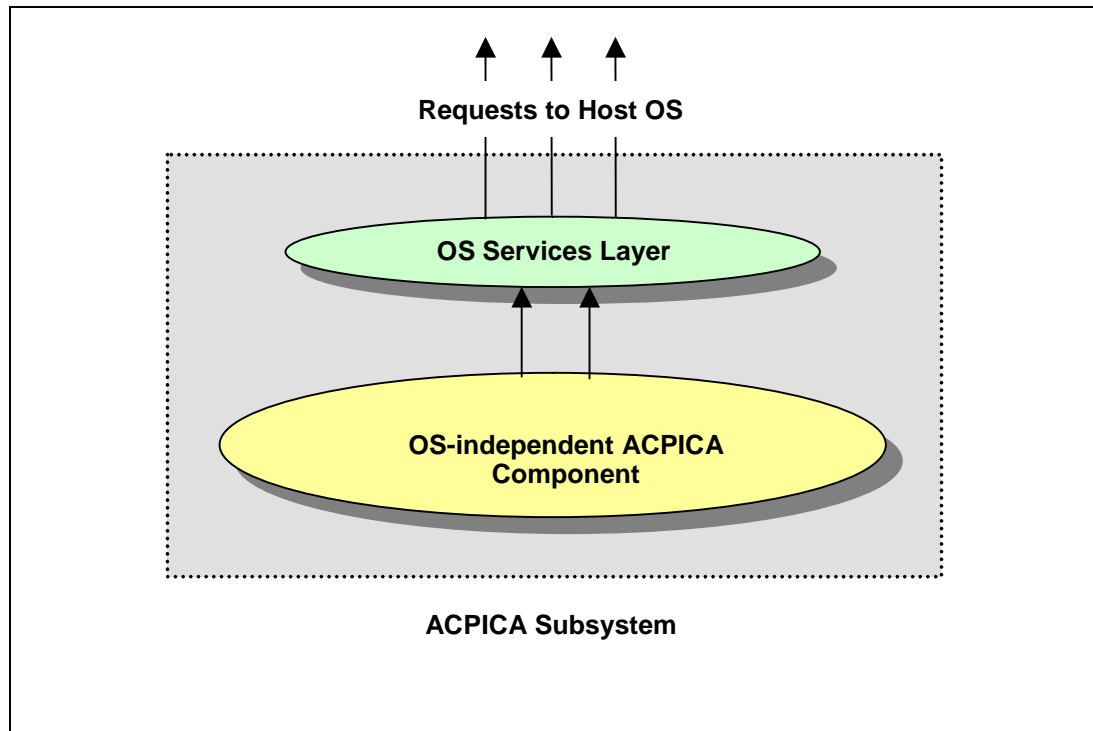 Requests to Host OS
OS Services Layer
OS-independent ACPICA
Component
ACPICA Subsystem